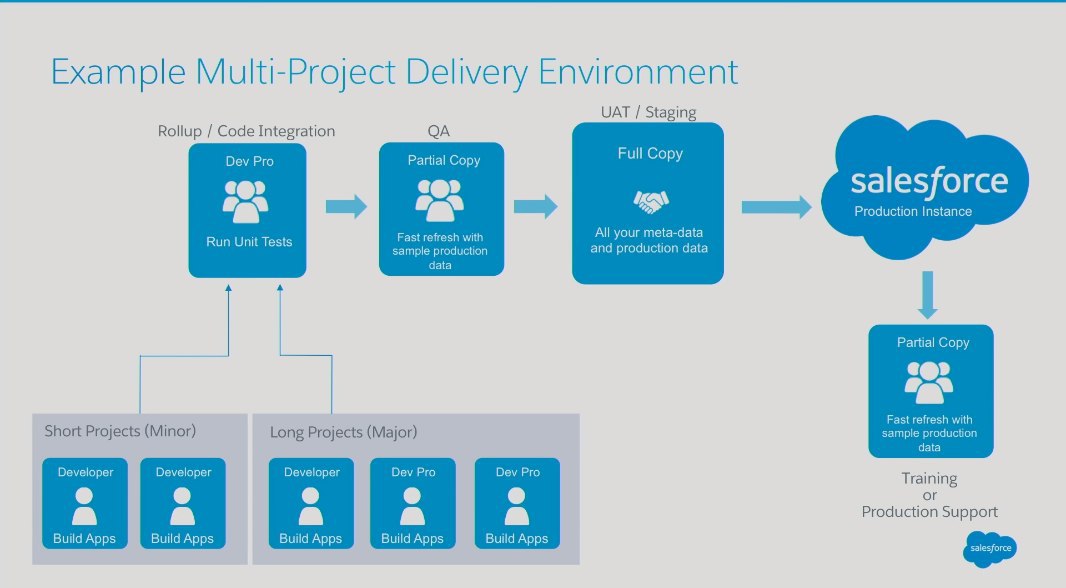 Example Multi-Project Delivery Environment
Rollup / Code Integration
Dev Pro
Run Unit Tests
QA
Partial Copy
Fast refresh with
sample production
data
UAT / Staging
Full Copy
All your meta-data
and production data
salesforce
Production Instance
Partial Copy
Fast refresh with
sample production
data
Training
or
Production Support
Short Projects (Minor)
Developer
Build Apps
Developer
Build Apps
Long Projects (Major)
Developer
Build Apps
Dev Pro
Build Apps
Dev Pro
Build Apps
salesforce